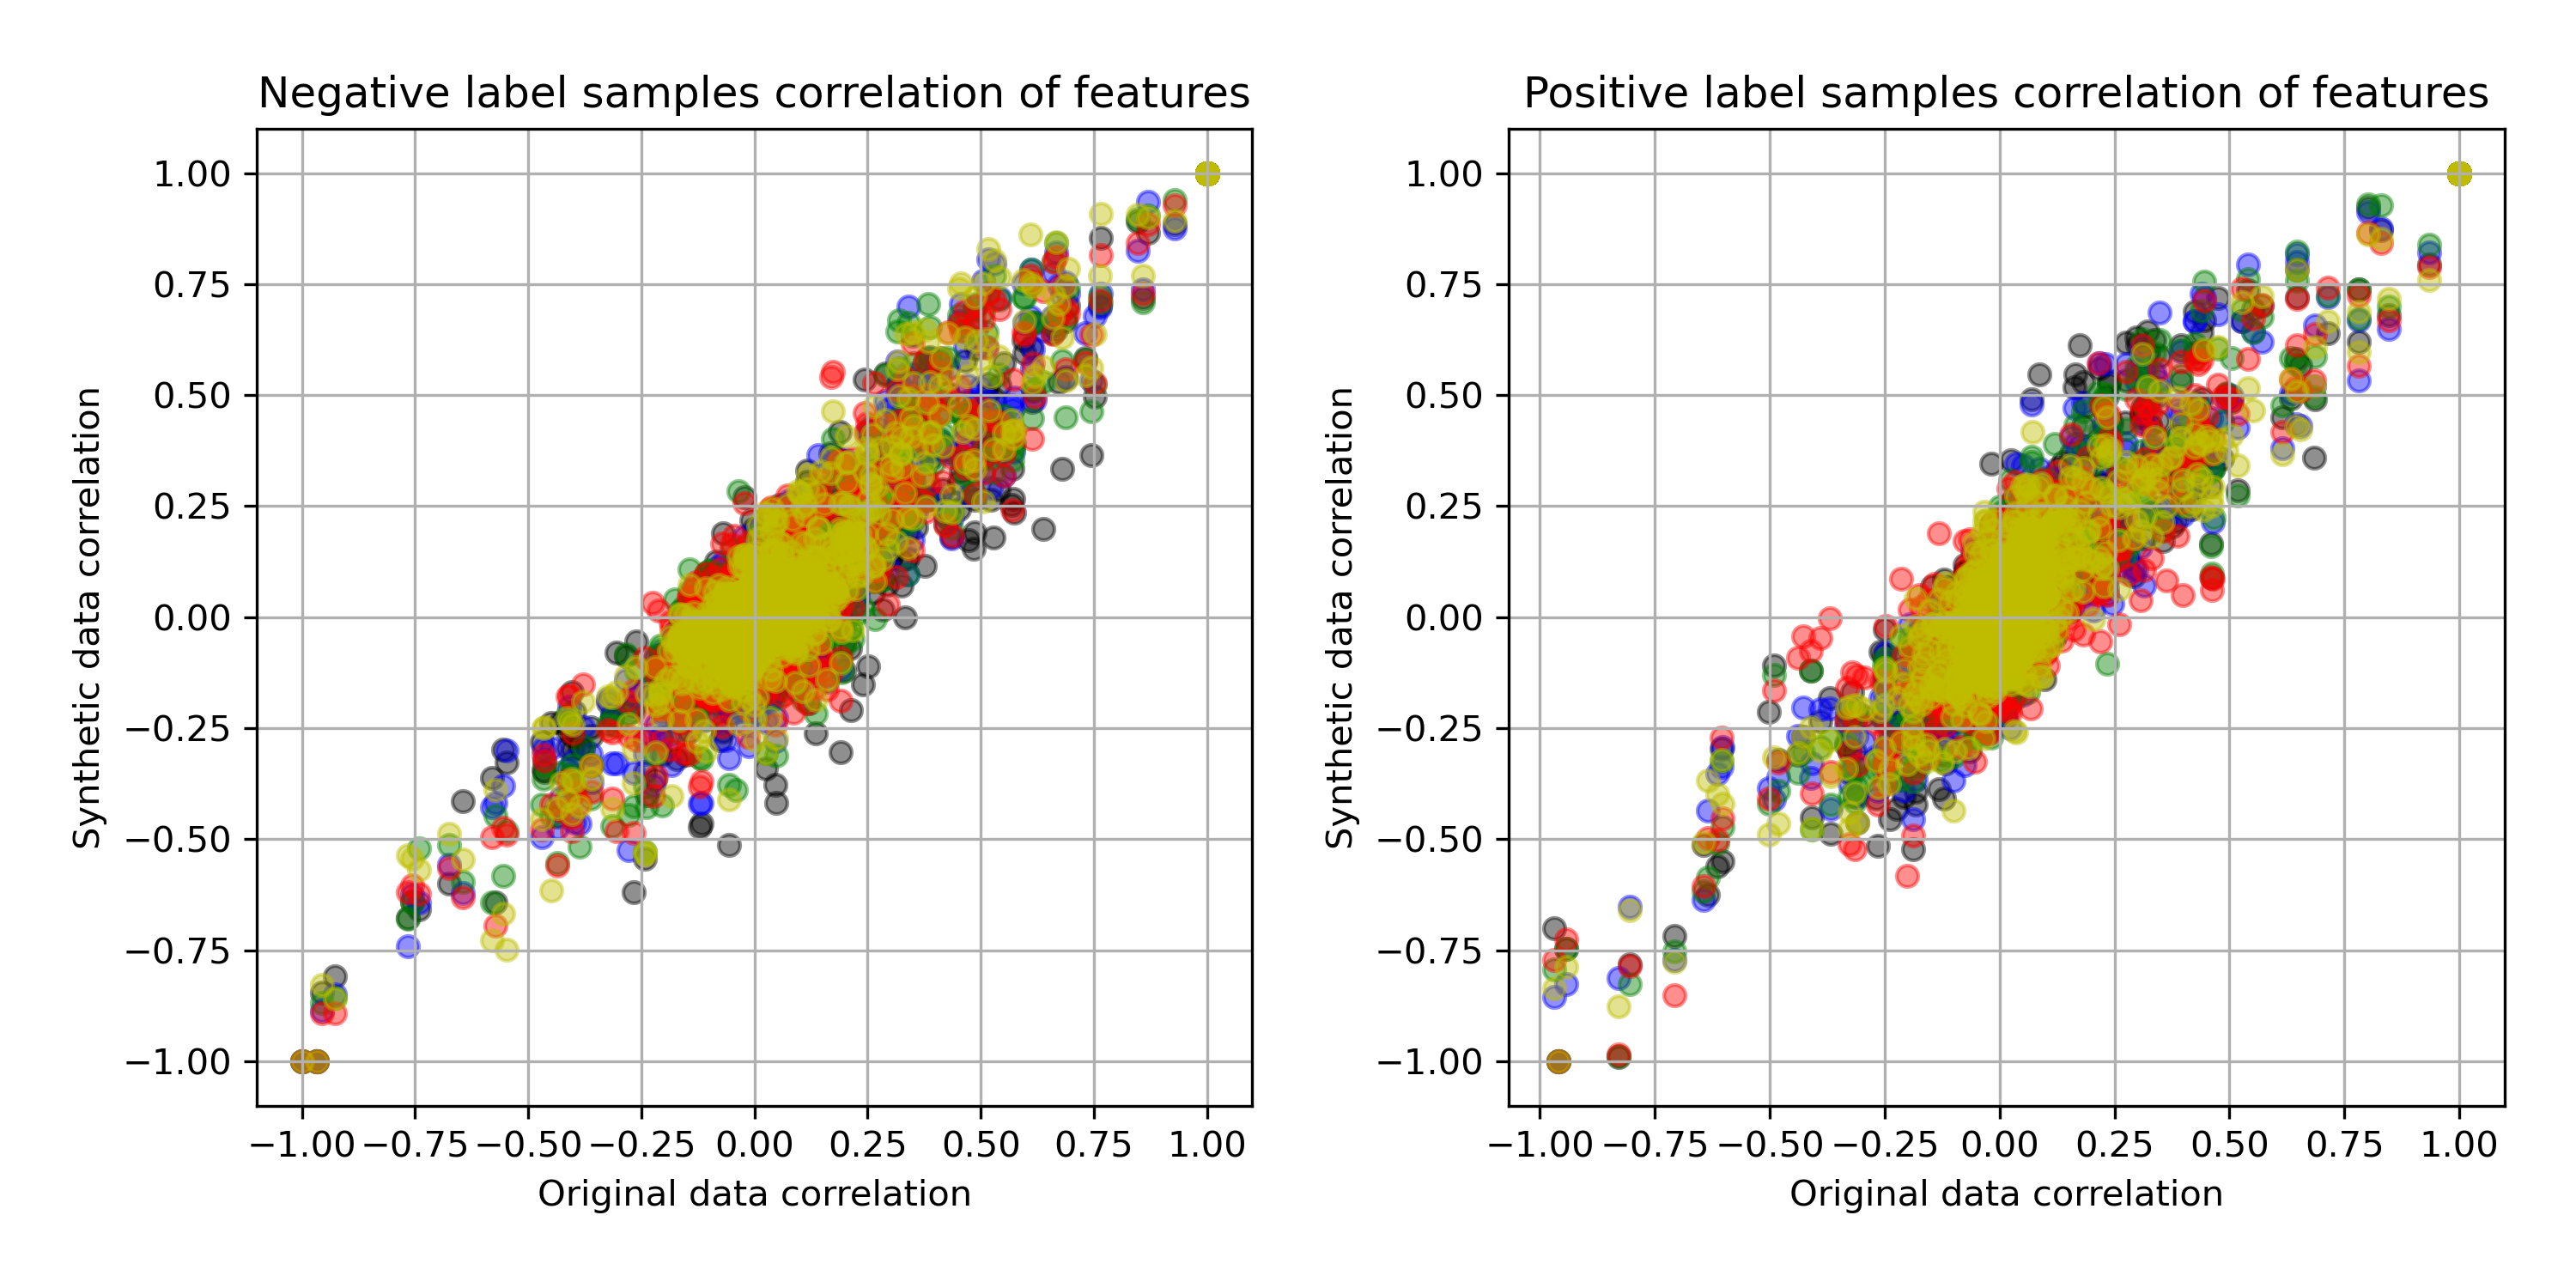 Negative label samples correlation of features
1.00
0.75
0.50
0.25
0.00
−0.25
−0.50
−0.75
−1.00
Synthetic data correlation
−1.00 −0.75 −0.50 −0.25 0.00 0.25 0.50 0.75 1.00
Original data correlation
Positive label samples correlation of features
1.00
0.75
0.50
0.25
0.00
−0.25
−0.50
−0.75
−1.00
Synthetic data correlation
−1.00 −0.75 −0.50 −0.25 0.00 0.25 0.50 0.75 1.00
Original data correlation